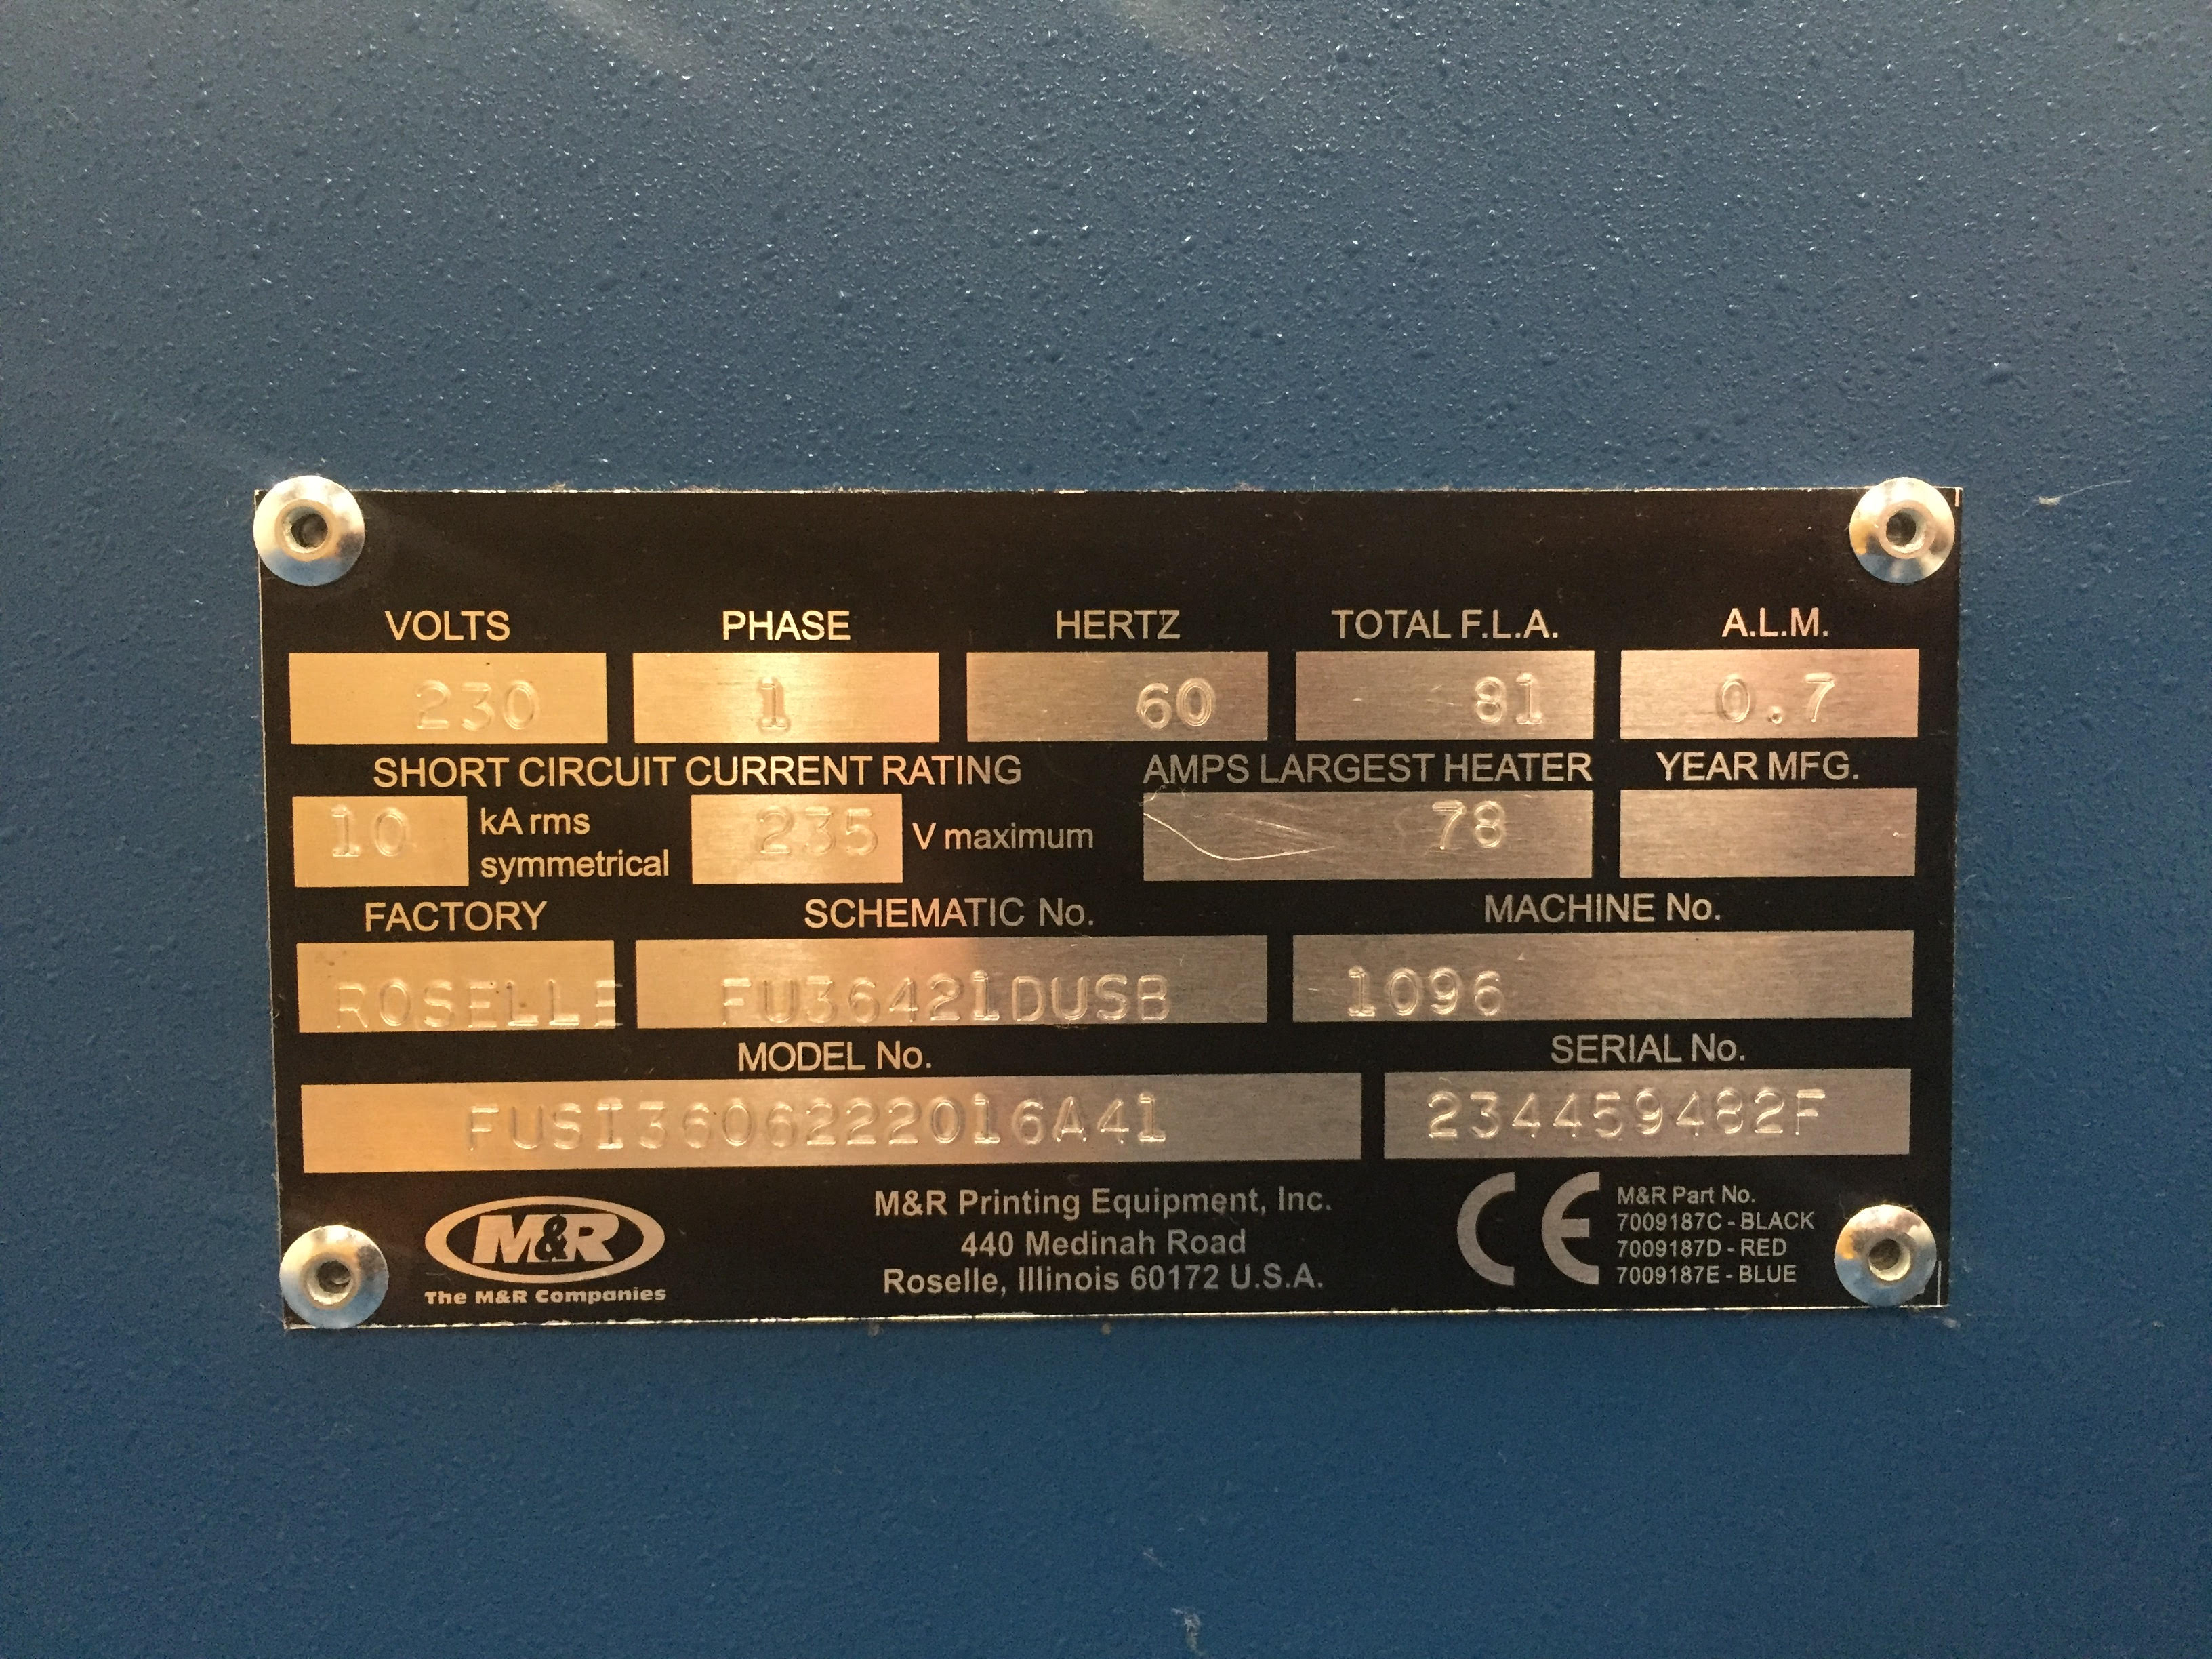 VOLTS PHASE HERTZ TOTAL F.L.A. A.L.M.
230 1 60 81 0.7
SHORT CIRCUIT CURRENT RATING AMPS LARGEST HEATER YEAR MFG.
10 kA rms symmetrical 235 V maximum 78
FACTORY SCHEMATIC No. MACHINE No.
ROSELLE FU36421DUSB 1096
MODEL No. SERIAL No.
FUSI3606222016A41 234459482F
M&R
The M&R Companies
M&R Printing Equipment, Inc.
440 Medinah Road
Roselle, Illinois 60172 U.S.A.
CE
M&R Part No.
7009187C - BLACK
7009187D - RED
7009187E - BLUE